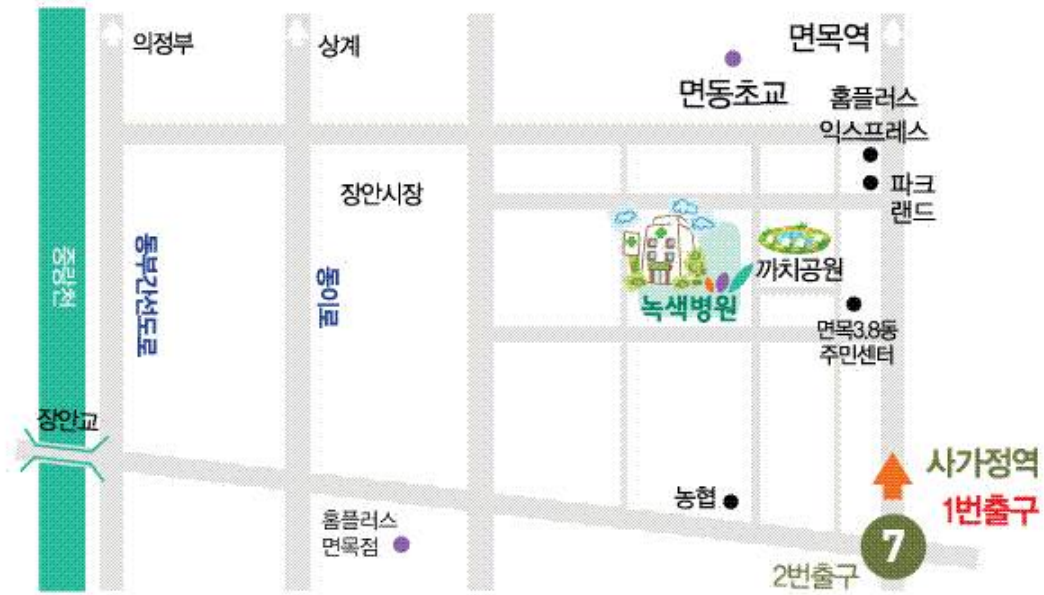 의정부
상계
면목역
면동초교
홈플러스
익스프레스
파크
랜드
장안시장
중랑천
동부간선도로
동이로
녹색병원
까치공원
면목3.8동
주민센터
장안교
사가정역
1번출구
농협
홈플러스
면목점
7
2번출구